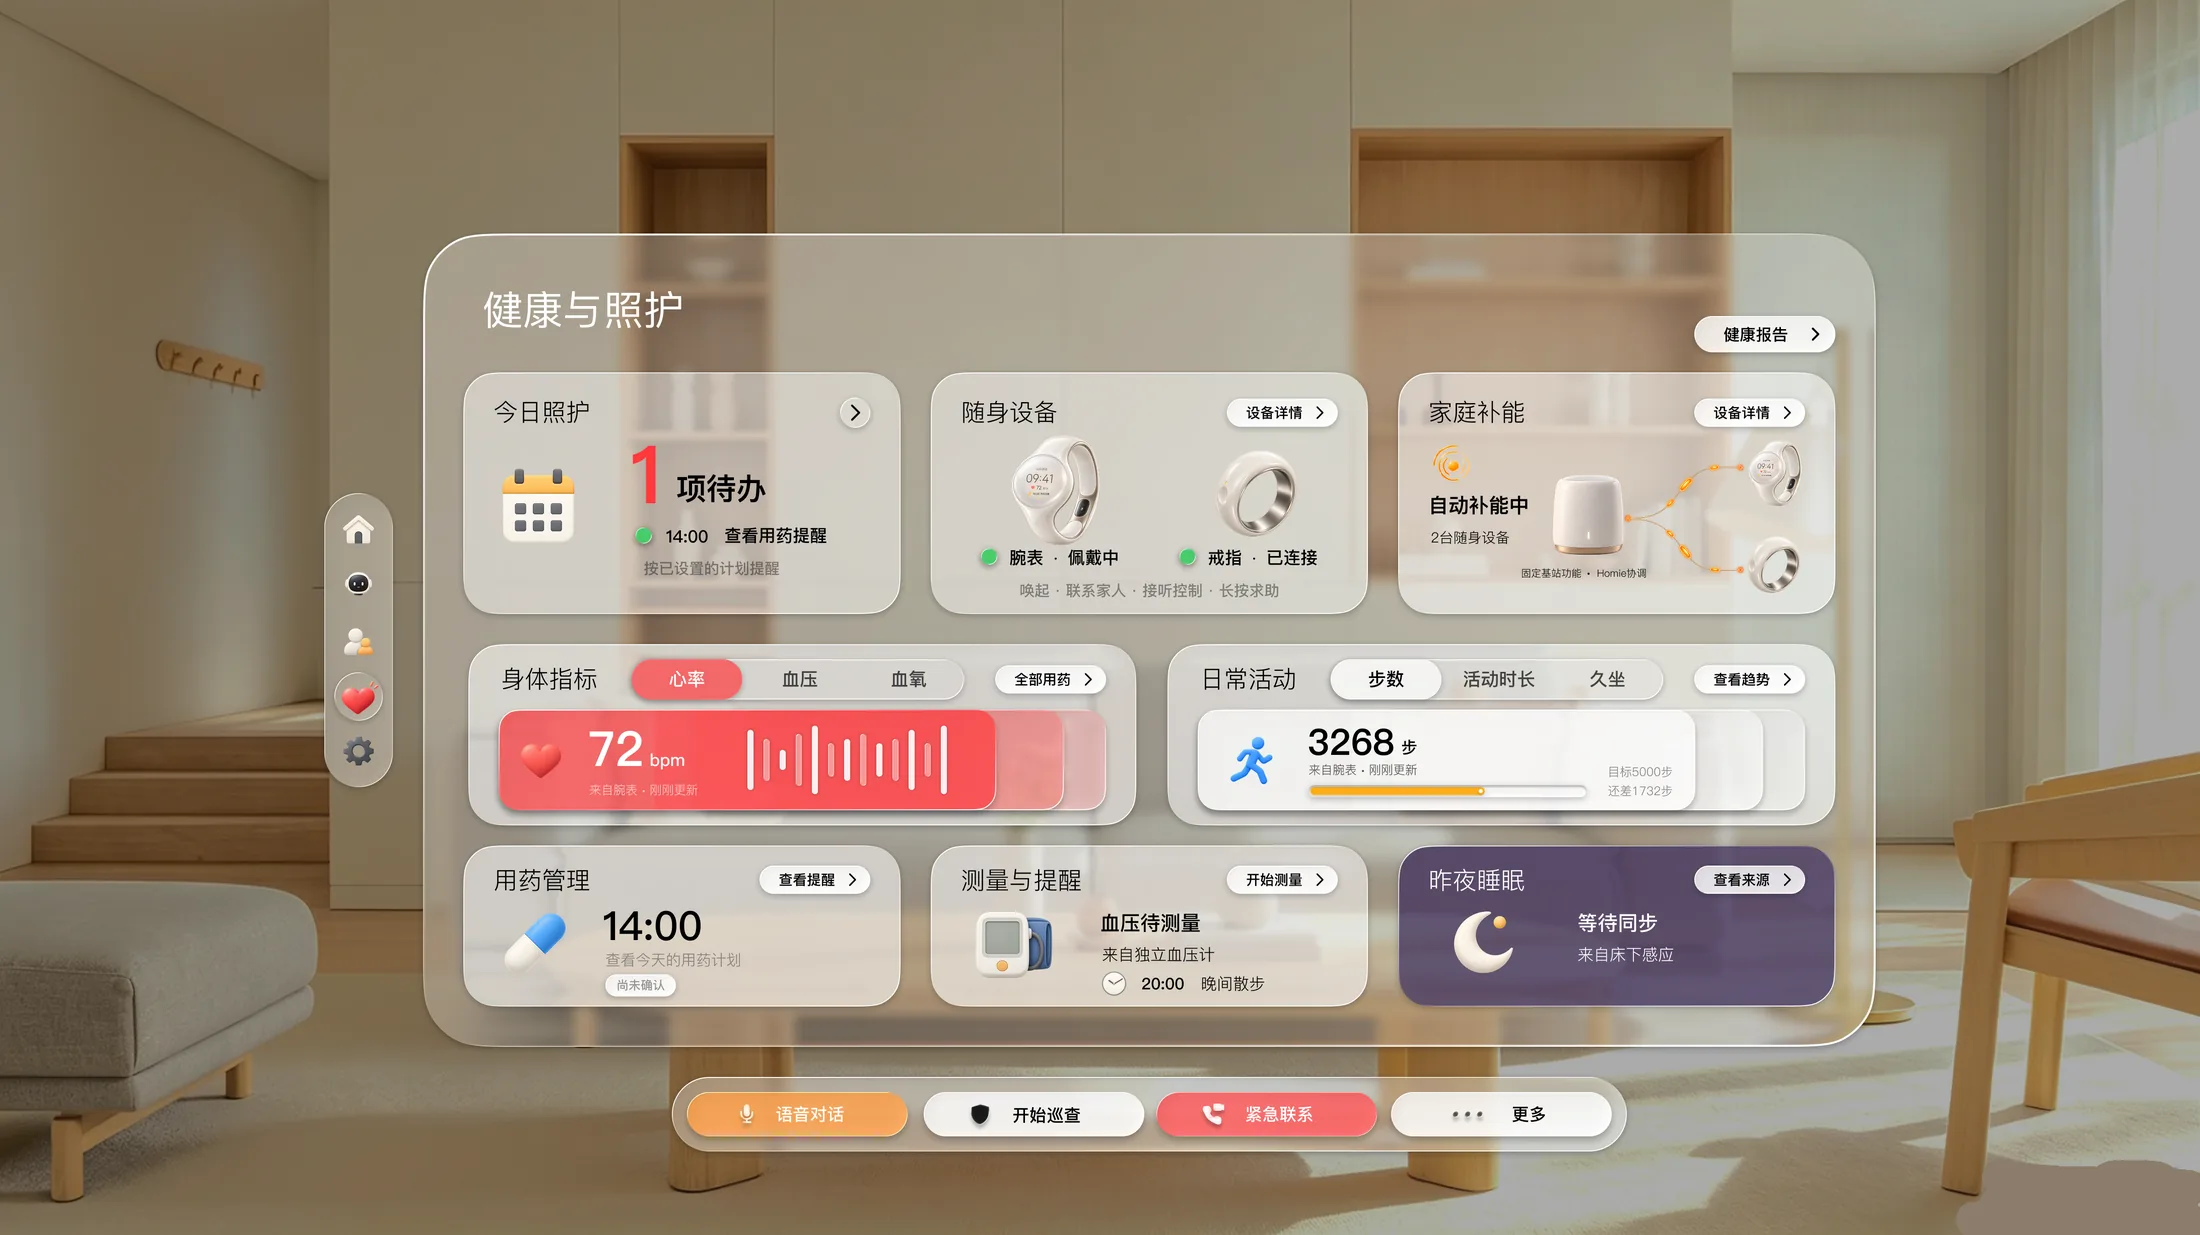 健康与照护
健康报告
今日照护
1 项待办
14:00 查看用药提醒
按已设置的计划提醒
随身设备
设备详情
09:41
72
腕表 · 佩戴中
戒指 · 已连接
唤起 · 联系家人 · 接听控制 · 长按求助
家庭补能
设备详情
自动补能中
2台随身设备
09:41
固定基站功能 · Homie协调
身体指标
心率
血压
血氧
全部用药
72 bpm
来自腕表 · 刚刚更新
日常活动
步数
活动时长
久坐
查看趋势
3268 步
来自腕表 · 刚刚更新
目标5000步
还差1732步
用药管理
查看提醒
14:00
查看今天的用药计划
尚未确认
测量与提醒
开始测量
血压待测量
来自独立血压计
20:00 晚间散步
昨夜睡眠
查看来源
等待同步
来自床下感应
语音对话
开始巡查
紧急联系
更多